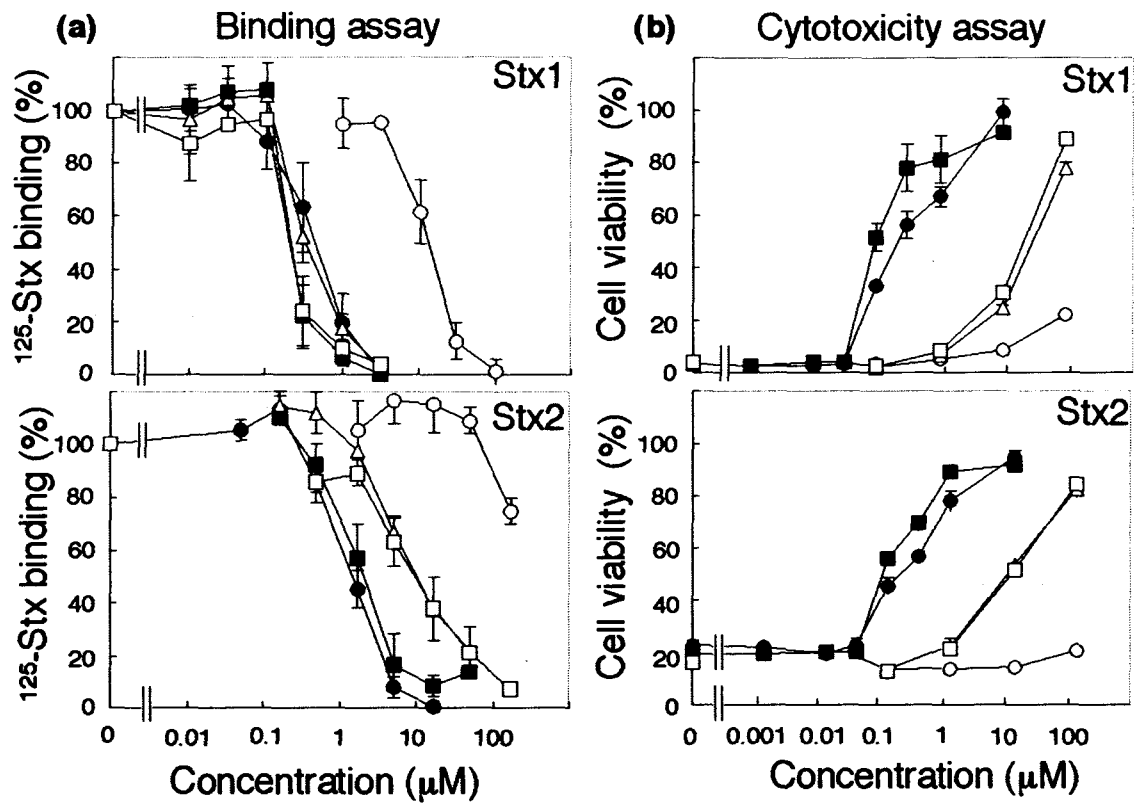 (a) Binding assay
Stx1
¹²⁵-Stx binding (%)
100
80
60
40
20
0
Stx2
¹²⁵-Stx binding (%)
100
80
60
40
20
0
0 0.01 0.1 1 10 100
Concentration (μM)
(b) Cytotoxicity assay
Stx1
Cell viability (%)
100
80
60
40
20
0
Stx2
Cell viability (%)
100
80
60
40
20
0
0 0.001 0.01 0.1 1 10 100
Concentration (μM)